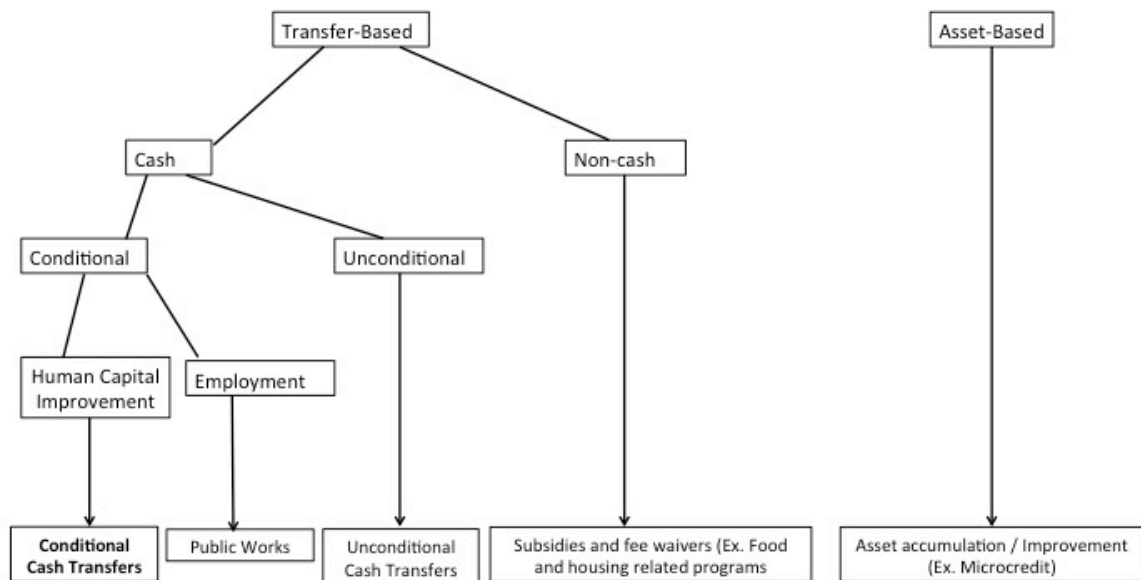 Transfer-Based
Asset-Based
Cash
Non-cash
Conditional
Unconditional
Human Capital
Improvement
Employment
Conditional
Cash Transfers
Public Works
Unconditional
Cash Transfers
Subsidies and fee waivers (Ex. Food
and housing related programs
Asset accumulation / Improvement
(Ex. Microcredit)